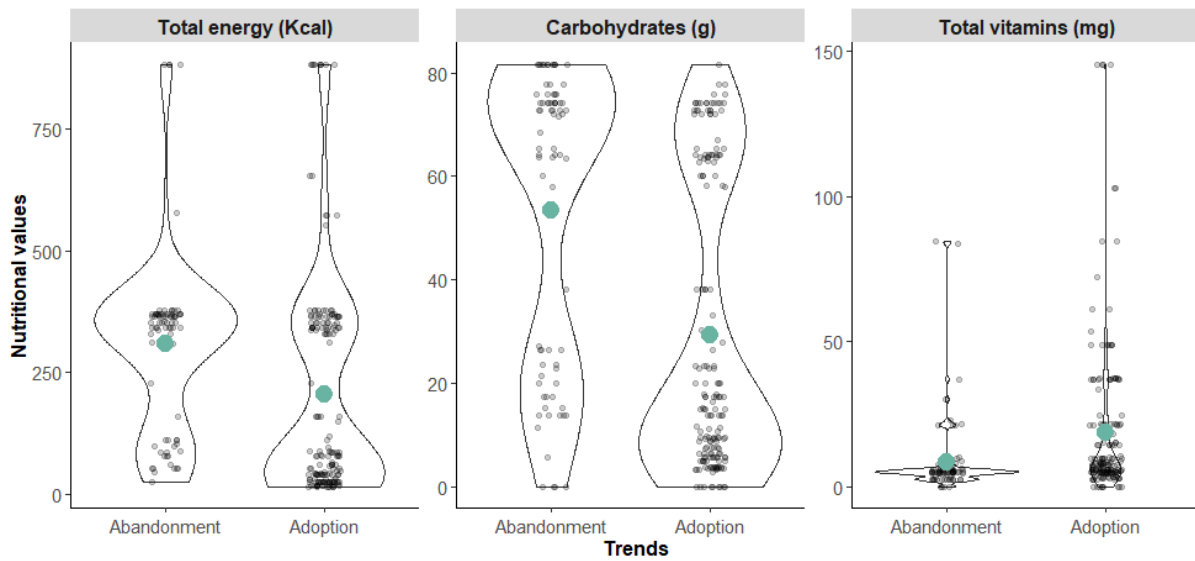 Total energy (Kcal)
Carbohydrates (g)
Total vitamins (mg)
Nutritional values
750
500
250
0
80
60
40
20
0
150
100
50
0
Abandonment
Adoption
Abandonment
Adoption
Abandonment
Adoption
Trends